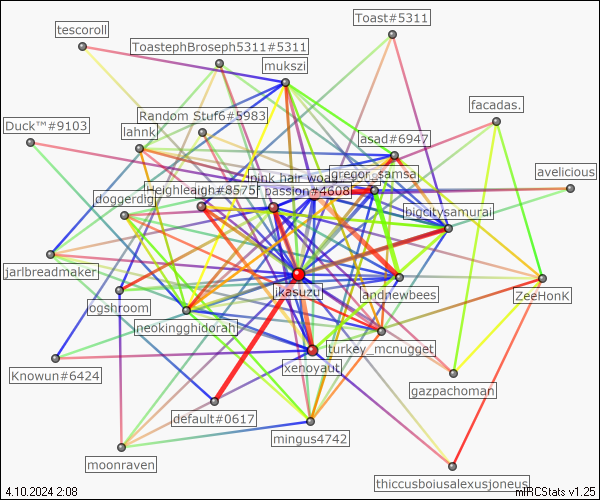 Toast#5311
tescoroll
ToastephBroseph5311#5311
mukszi
facadas.
Random Stuf6#5983
Duck™#9103
lahnk
asad#6947
avelicious
gregor_samsa
pink hair
Heighleaigh#8575
passion#4608
doggerdig
bigcitysamurai
jarlbreadmaker
ikasuzu
andnewbees
ZeeHonK
ogshroom
neokingghidorah
turkey_mcnugget
xenoyaut
Knowun#6424
gazpachoman
default#0617
mingus4742
moonraven
thiccusboiusalexusjoneus
4.10.2024 2:08
mIRCStats v1.25